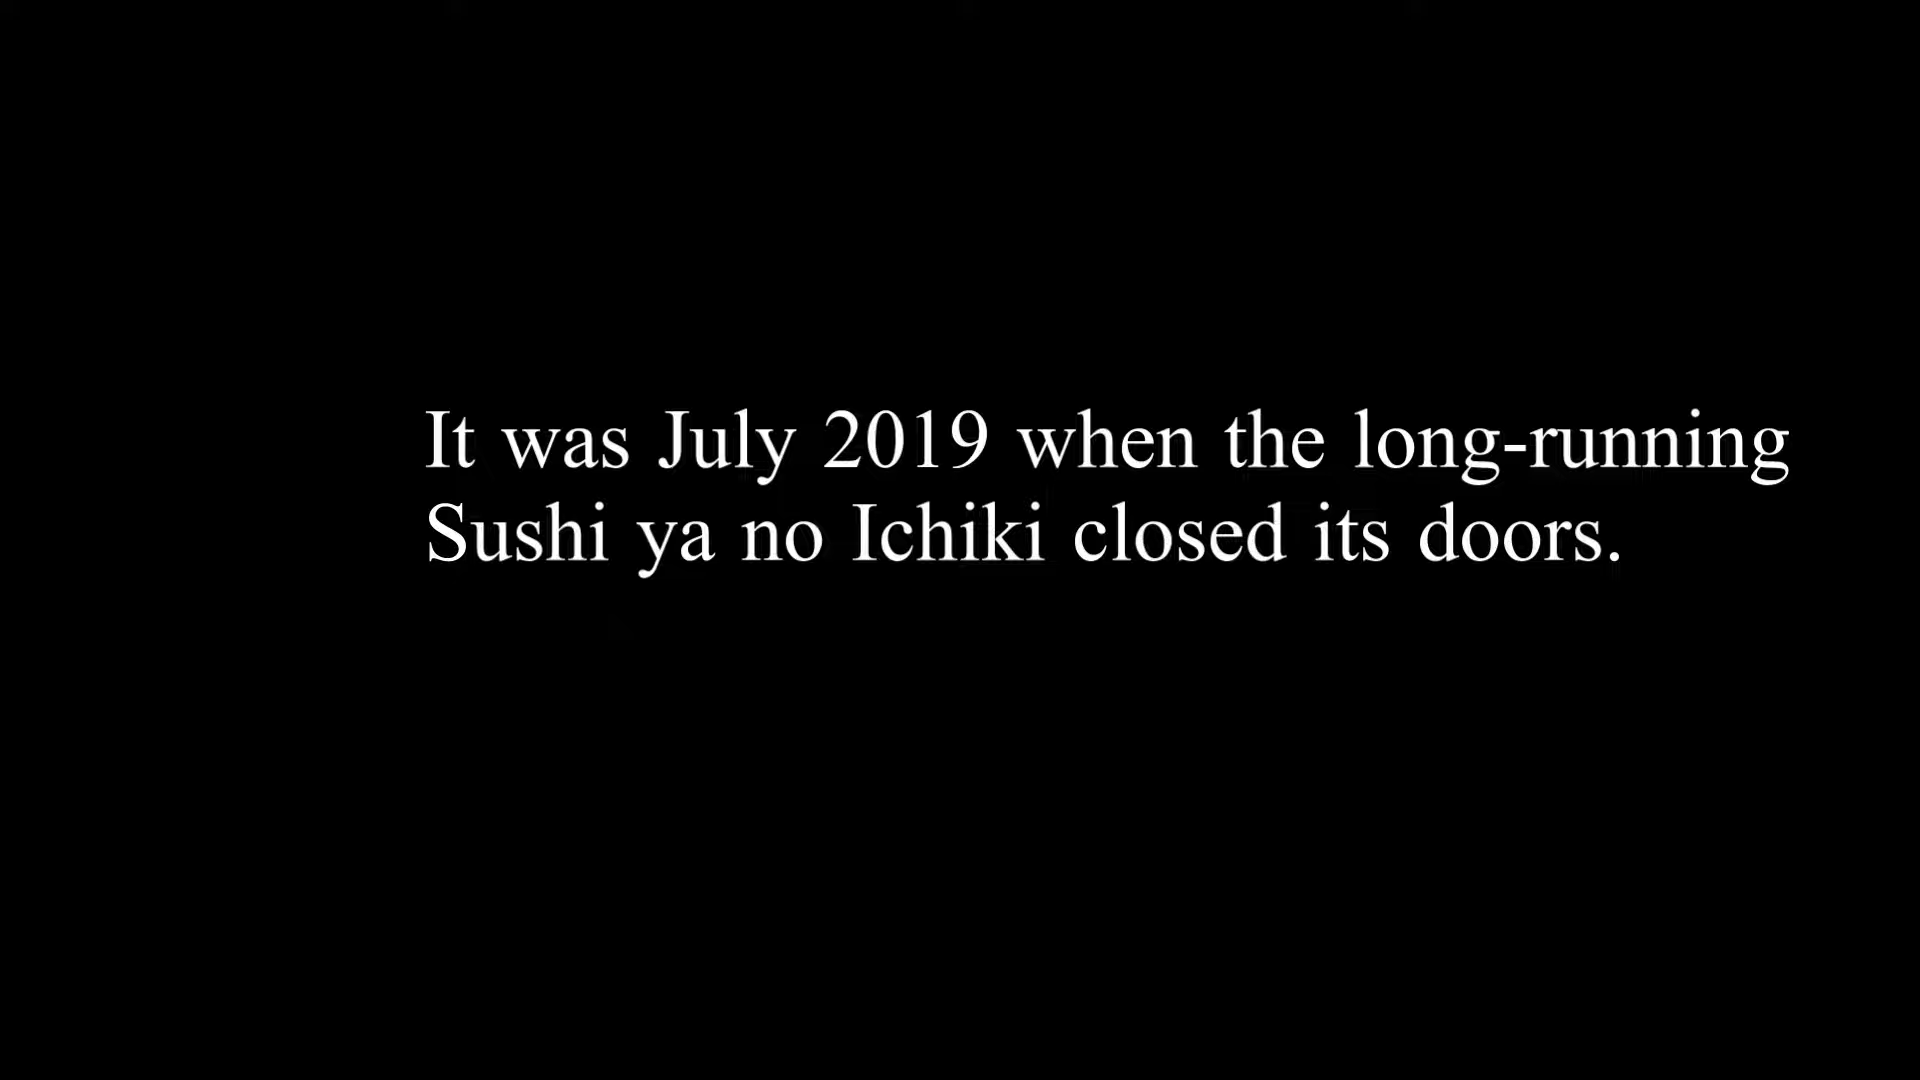 It was July 2019 when the long-running
Sushi ya no Ichiki closed its doors.